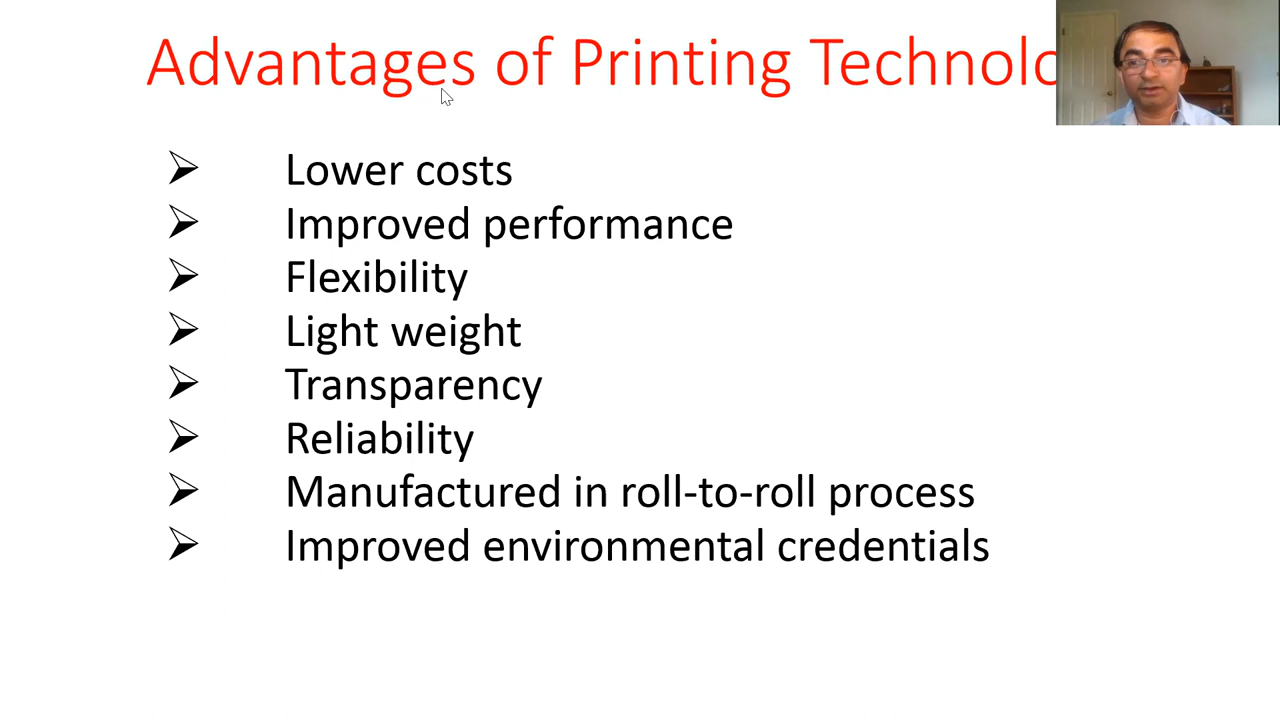 Advantages of Printing Technolo
Lower costs
Improved performance
Flexibility
Light weight
Transparency
Reliability
Manufactured in roll-to-roll process
Improved environmental credentials